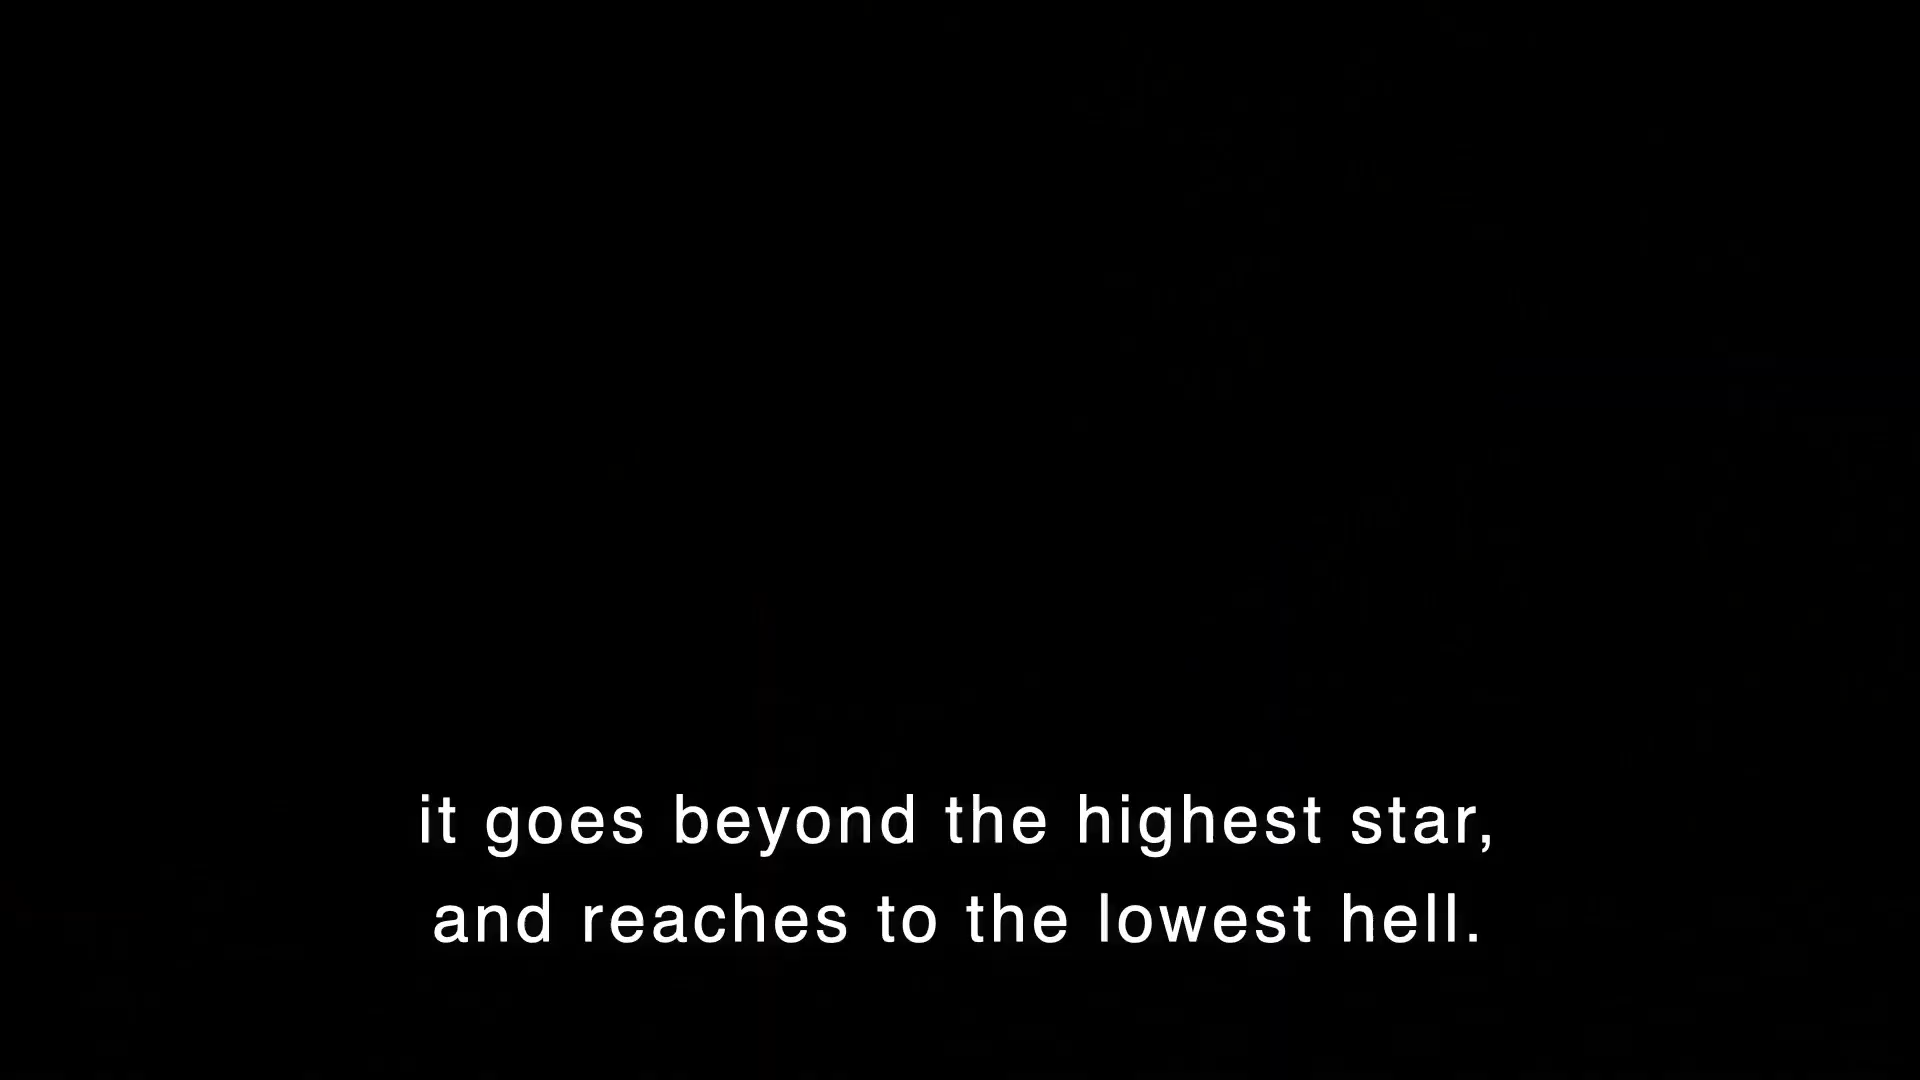 it goes beyond the highest star,
and reaches to the lowest hell.